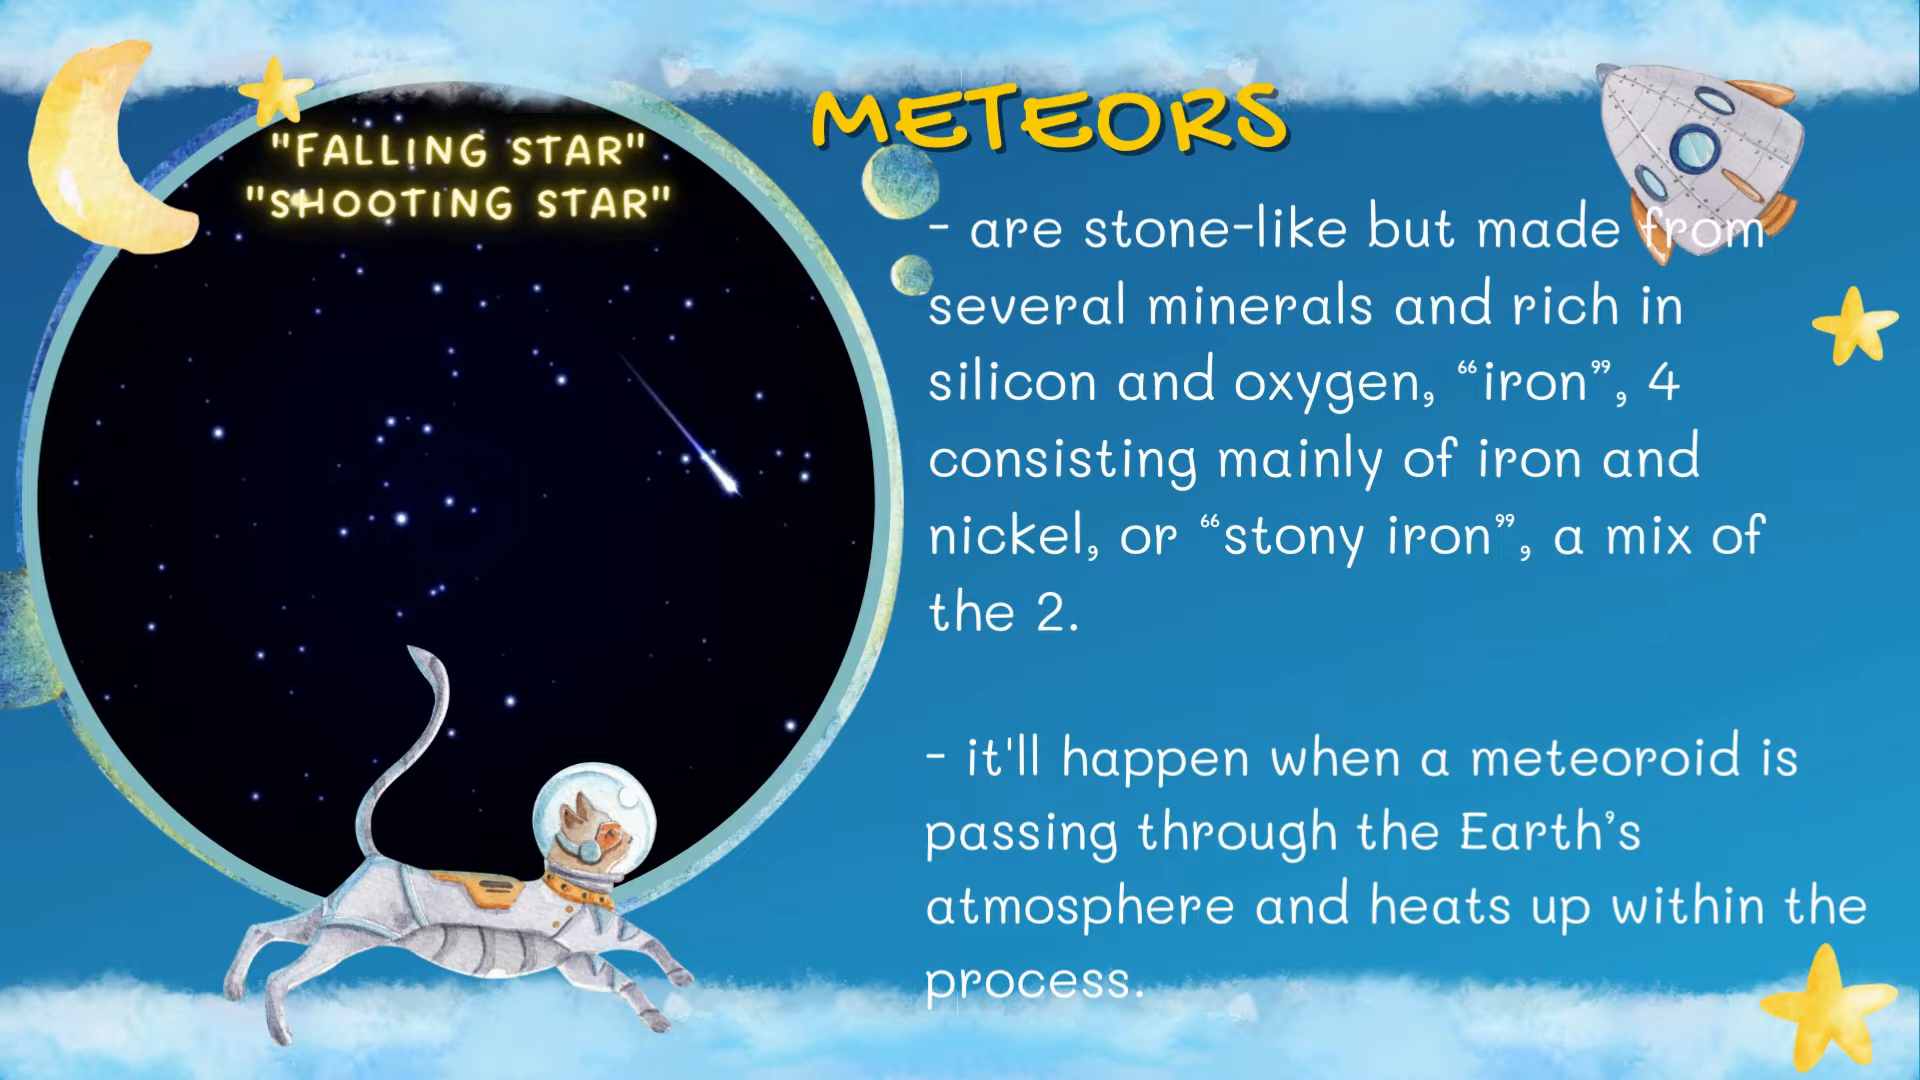 METEORS
"FALLING STAR"
"SHOOTING STAR"
- are stone-like but made from
several minerals and rich in
silicon and oxygen, “iron”, 4
consisting mainly of iron and
nickel, or “stony iron”, a mix of
the 2.
- it'll happen when a meteoroid is
passing through the Earth’s
atmosphere and heats up within the
process.